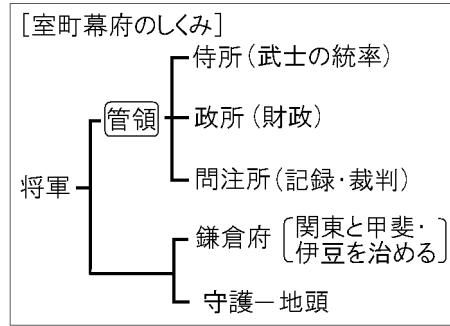 [室町幕府のしくみ]
侍所(武士の統率)
管領
政所(財政)
問注所(記録・裁判)
将軍
鎌倉府
関東と甲斐・
伊豆を治める
守護―地頭